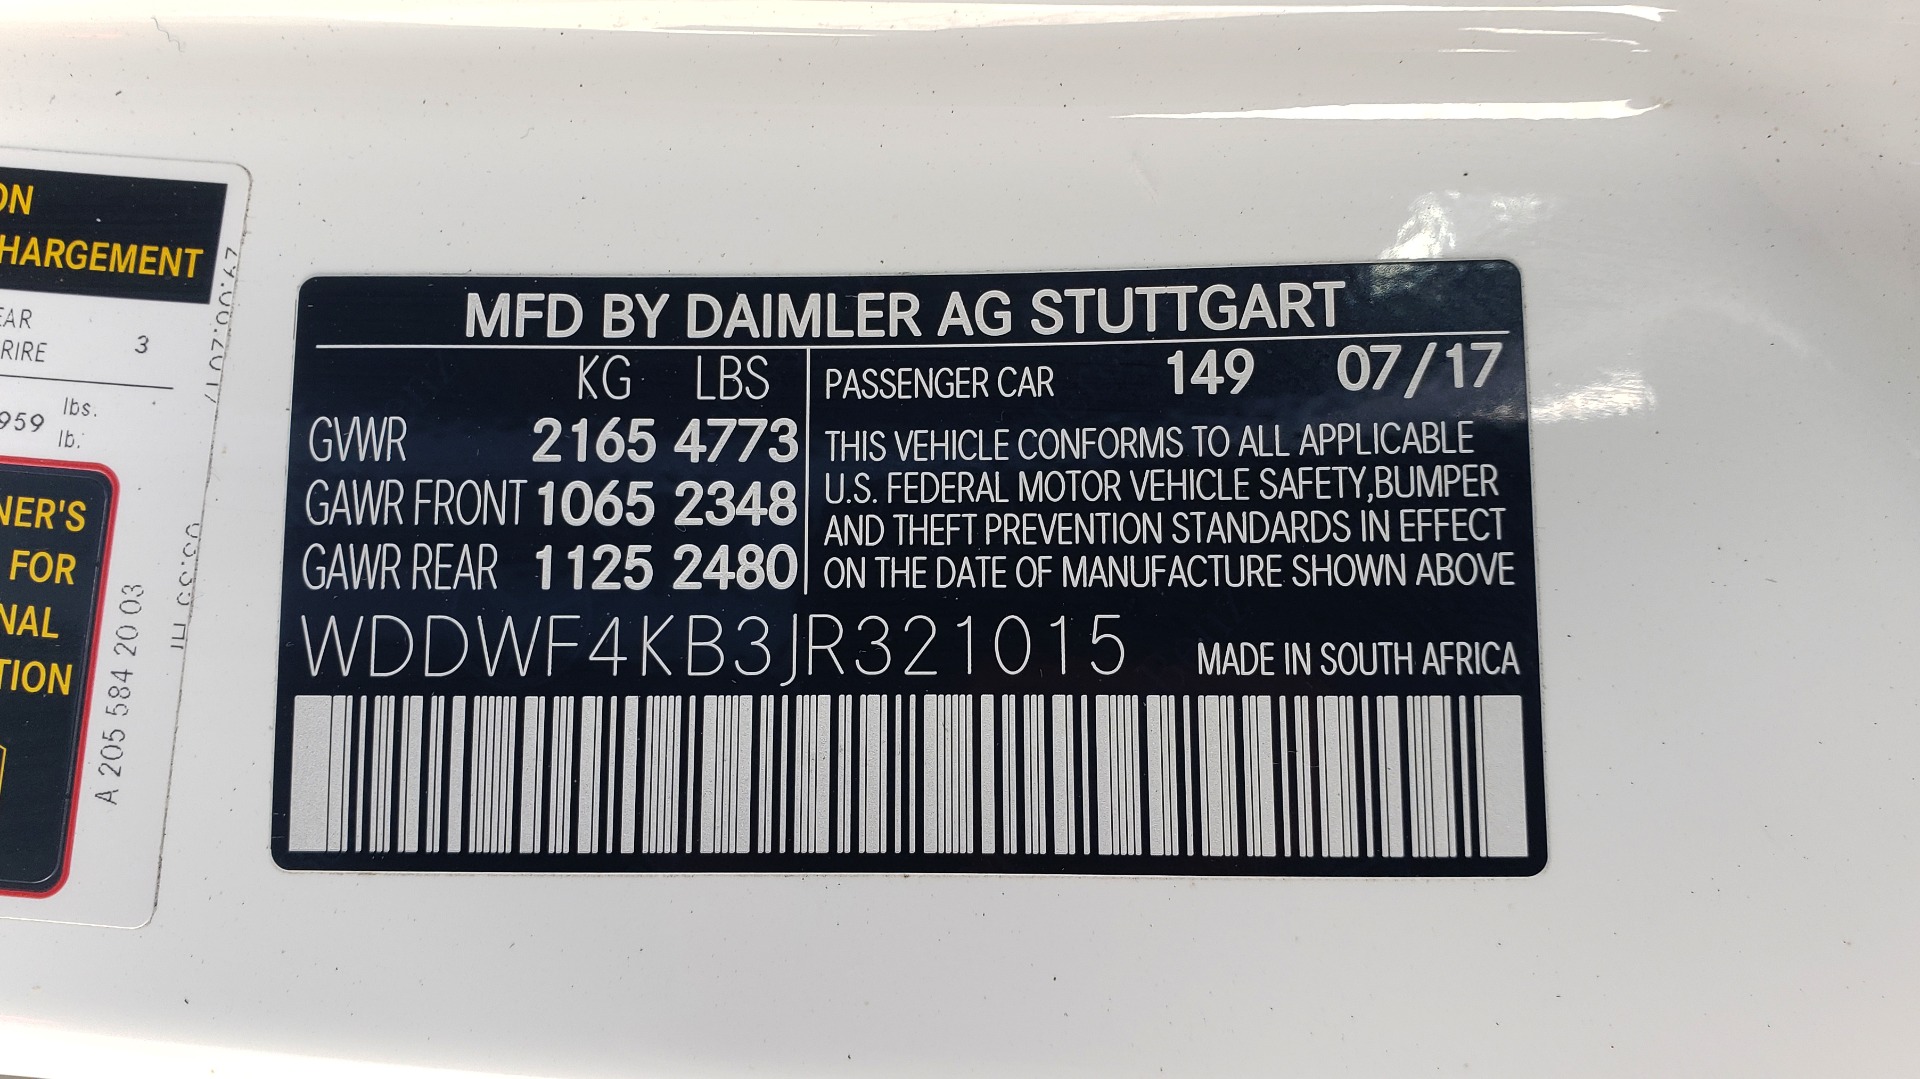 ON
HARGEMENT
EAR
RIRE 3
959 lbs.
lb.
NER'S
FOR
NAL
TION
A 205 584 20 03
MFD BY DAIMLER AG STUTTGART
KG LBS
GVWR 2165 4773
GAWR FRONT 1065 2348
GAWR REAR 1125 2480
PASSENGER CAR 149 07/17
THIS VEHICLE CONFORMS TO ALL APPLICABLE
U.S. FEDERAL MOTOR VEHICLE SAFETY,BUMPER
AND THEFT PREVENTION STANDARDS IN EFFECT
ON THE DATE OF MANUFACTURE SHOWN ABOVE
WDDWF4KB3JR321015
MADE IN SOUTH AFRICA